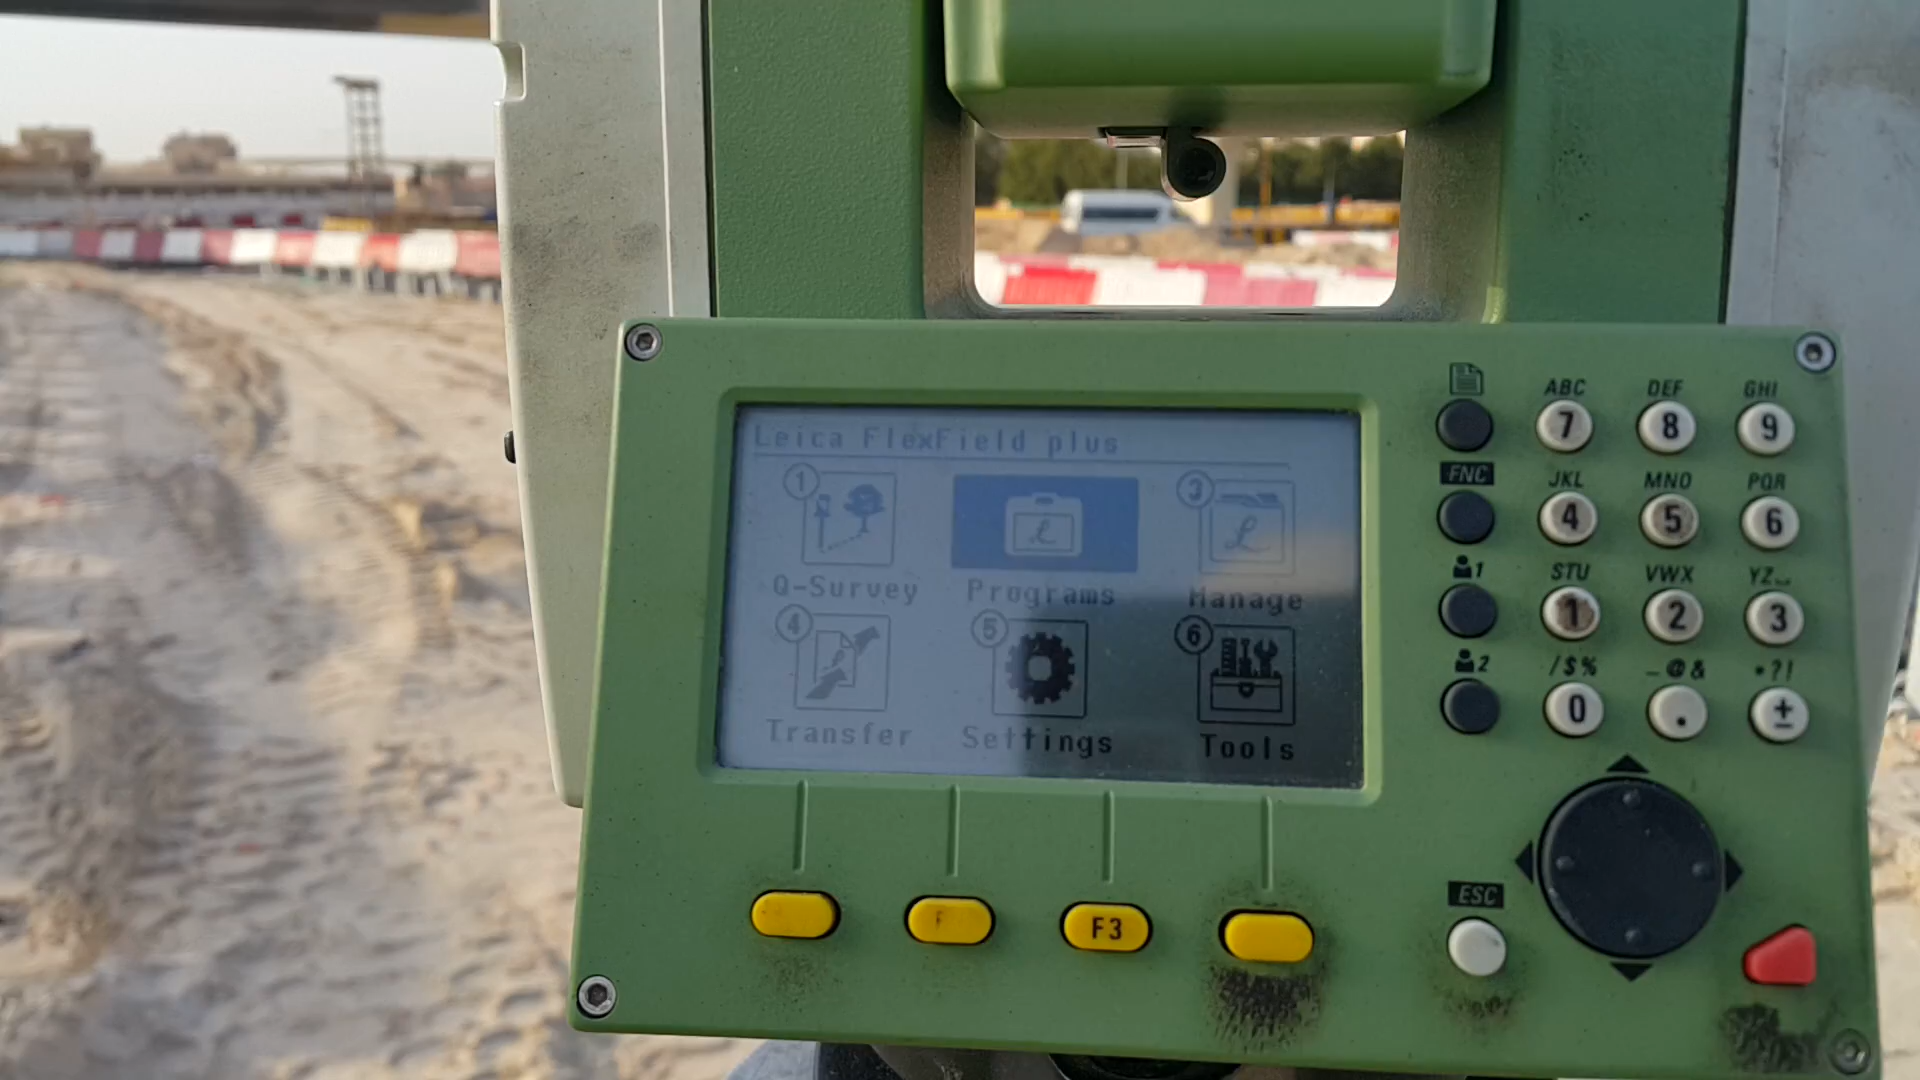 Leica FlexField plus
1 3
Q-Survey Programs Manage
4 5 6
Transfer Settings Tools
ABC DEF GHI
7 8 9
FNC JKL MNO PQR
4 5 6
1 STU VWX YZ
1 2 3
2 /$% _@& *?!
0 . ±
ESC
F F3